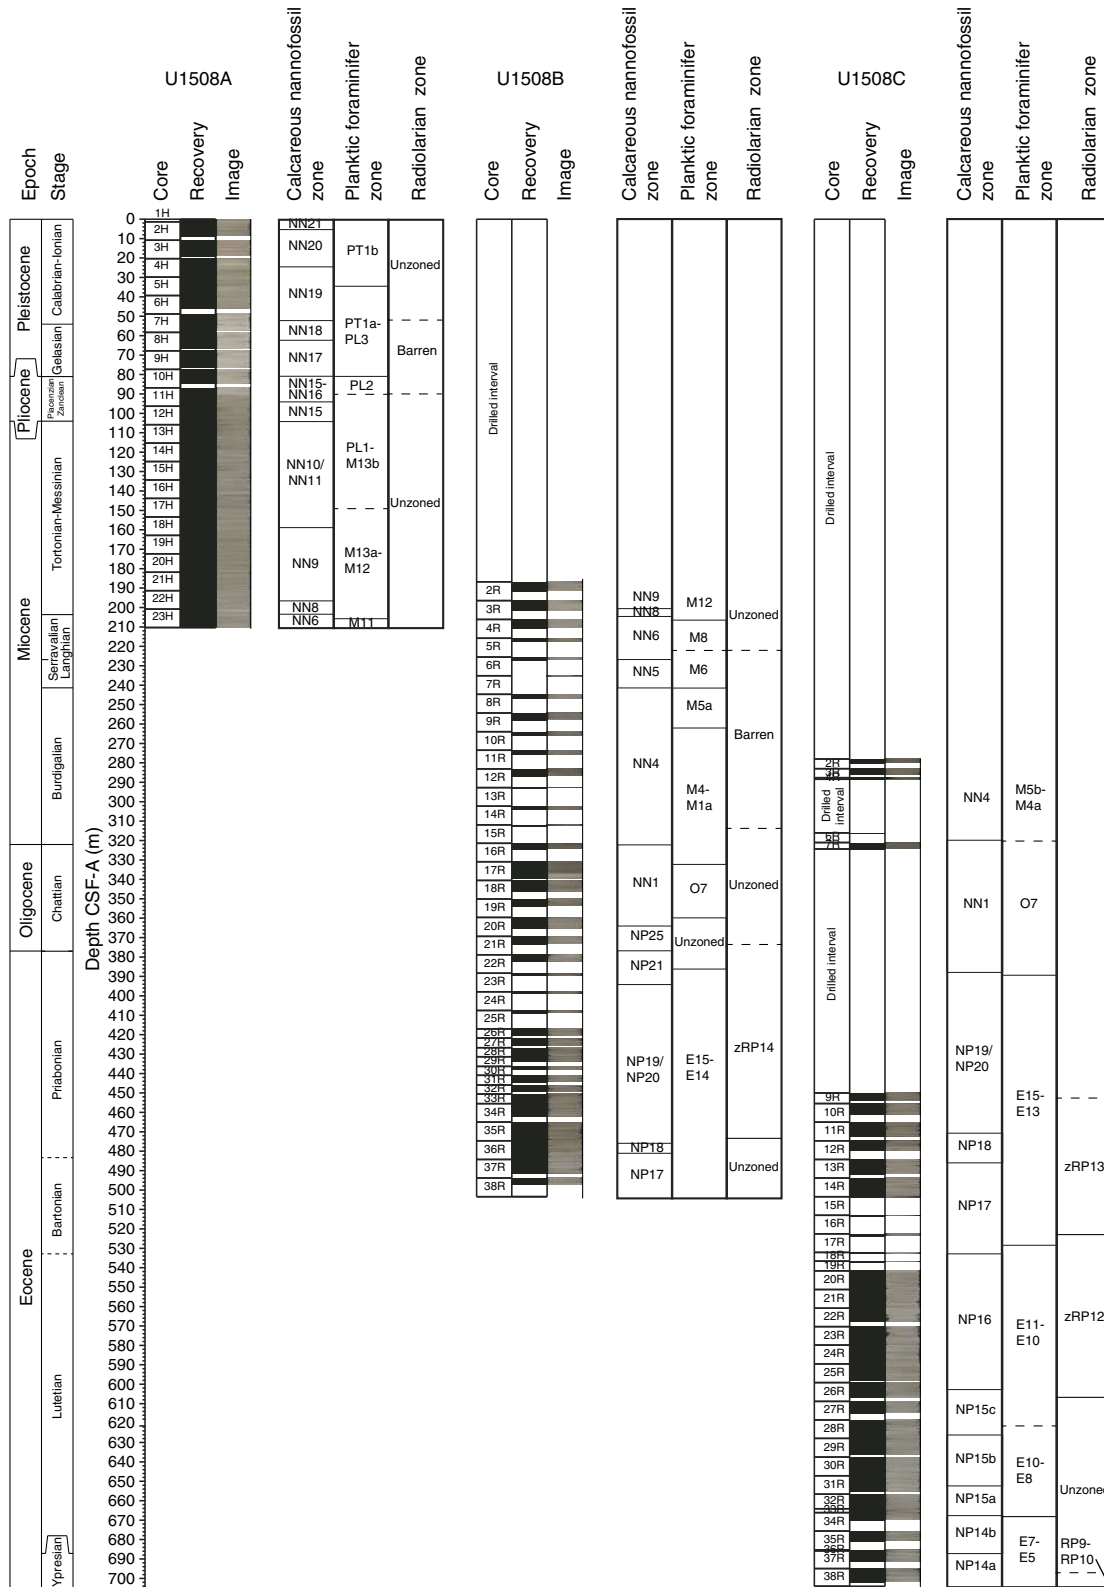 U1508A
U1508B
U1508C
Epoch
Stage
Core
Recovery
Image
Calcareous nannofossil
zone
Planktic foraminifer
zone
Radiolarian zone
Core
Recovery
Image
Calcareous nannofossil
zone
Planktic foraminifer
zone
Radiolarian zone
Core
Recovery
Image
Calcareous nannofossil
zone
Planktic foraminifer
zone
Radiolarian zone
Pleistocene
Pliocene
Miocene
Oligocene
Eocene
Calabrian-Ionian
Gelasian
Piacenzian
Zanclean
Tortonian-Messinian
Serravalian
Langhian
Burdigalian
Chattian
Priabonian
Bartonian
Lutetian
Ypresian
Depth CSF-A (m)
0
10
20
30
40
50
60
70
80
90
100
110
120
130
140
150
160
170
180
190
200
210
220
230
240
250
260
270
280
290
300
310
320
330
340
350
360
370
380
390
400
410
420
430
440
450
460
470
480
490
500
510
520
530
540
550
560
570
580
590
600
610
620
630
640
650
660
670
680
690
700
1H
2H
3H
4H
5H
6H
7H
8H
9H
10H
11H
12H
13H
14H
15H
16H
17H
18H
19H
20H
21H
22H
23H
NN21
NN20
NN19
NN18
NN17
NN15-
NN16
NN15
NN10/
NN11
NN9
NN8
NN6
PT1b
PT1a-
PL3
PL2
PL1-
M13b
M13a-
M12
M11
Unzoned
Barren
Unzoned
Drilled interval
2R
3R
4R
5R
6R
7R
8R
9R
10R
11R
12R
13R
14R
15R
16R
17R
18R
19R
20R
21R
22R
23R
24R
25R
26R
27R
28R
29R
30R
31R
32R
33R
34R
35R
36R
37R
38R
NN9
NN8
NN6
NN5
NN4
NN1
NP25
NP21
NP19/
NP20
NP18
NP17
M12
M8
M6
M5a
M4-
M1a
O7
Unzoned
E15-
E14
Unzoned
Barren
Unzoned
zRP14
Unzoned
Drilled interval
2R
3R
Drilled
interval
6R
7R
Drilled interval
9R
10R
11R
12R
13R
14R
15R
16R
17R
18R
19R
20R
21R
22R
23R
24R
25R
26R
27R
28R
29R
30R
31R
32R
33R
34R
35R
36R
37R
38R
NN4
NN1
NP19/
NP20
NP18
NP17
NP16
NP15c
NP15b
NP15a
NP14b
NP14a
M5b-
M4a
O7
E15-
E13
E11-
E10
E10-
E8
E7-
E5
zRP13
zRP12
Unzoned
RP9-
RP10